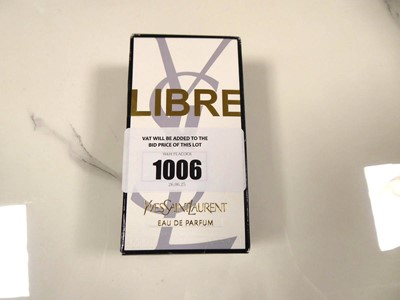 LIBRE
VAT WILL BE ADDED TO THE
BID PRICE OF THIS LOT
1006
YVESSAINTLAURENT
EAU DE PARFUM